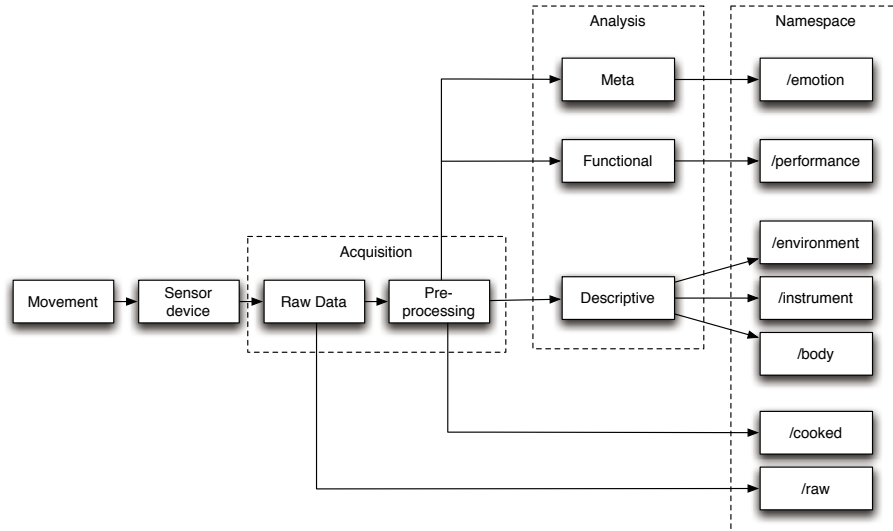 Analysis
Namespace
Meta
/emotion
Functional
/performance
Acquisition
/environment
Movement
Sensor
device
Raw Data
Pre-
processing
Descriptive
/instrument
/body
/cooked
/raw